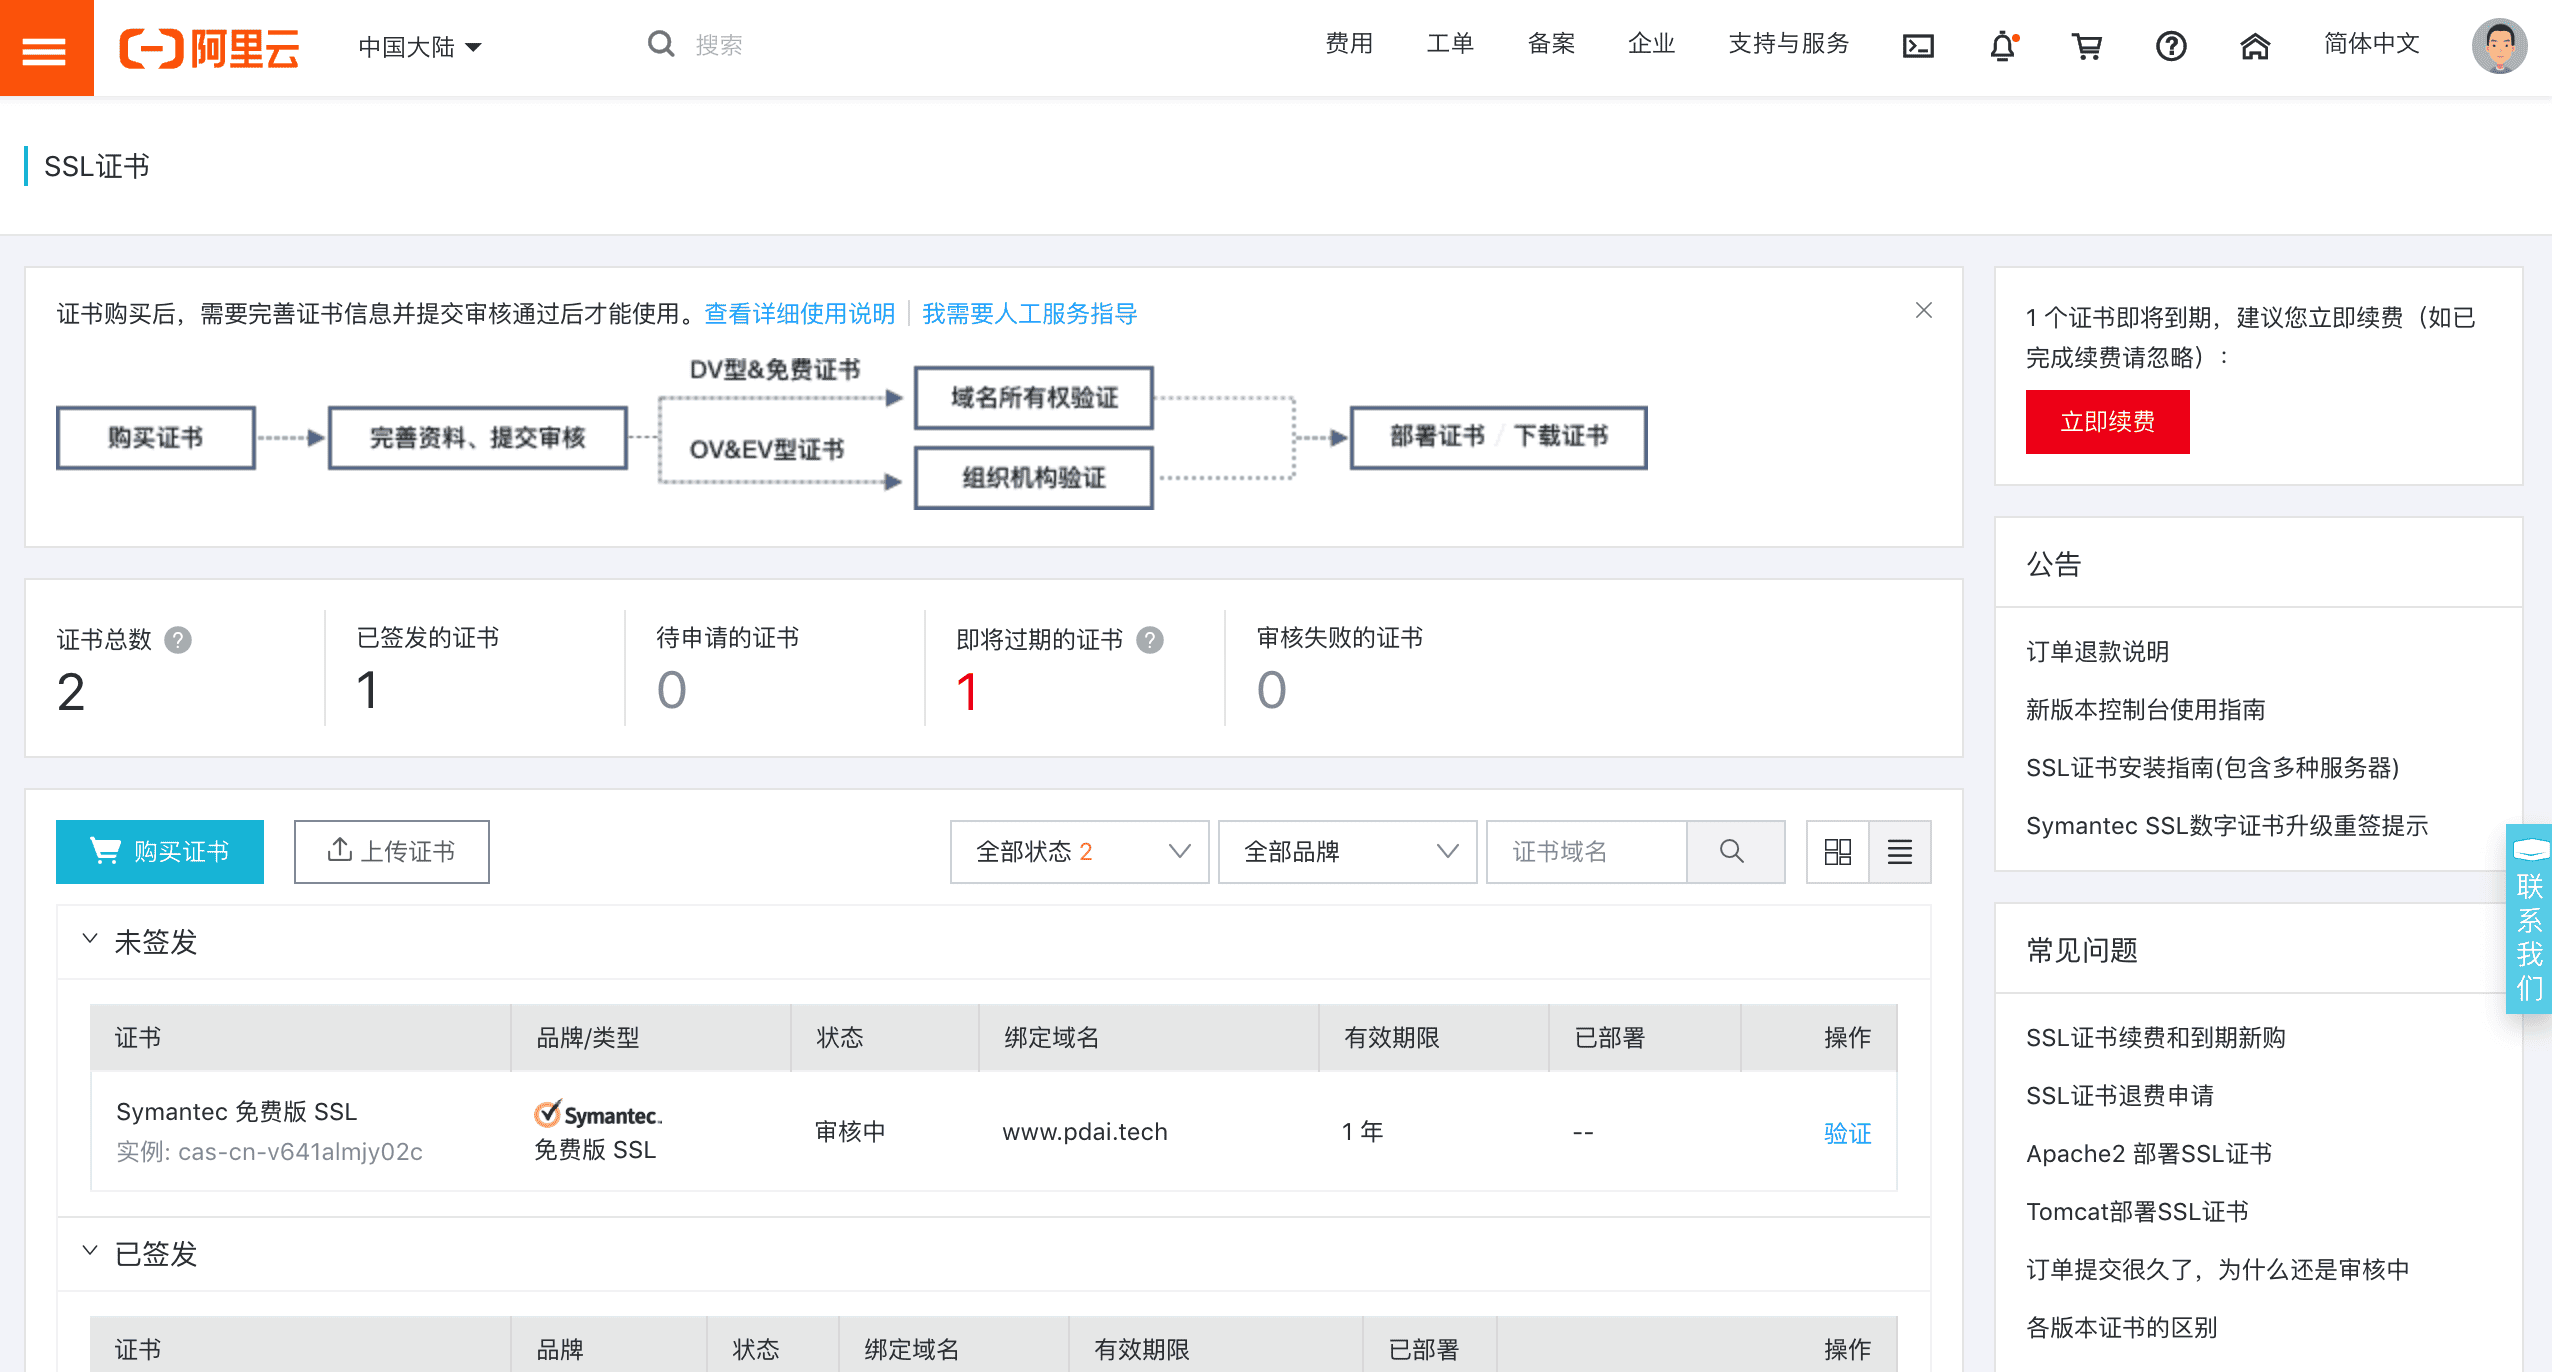 阿里云
中国大陆
搜索
费用
工单
备案
企业
支持与服务
简体中文
SSL证书
证书购买后，需要完善证书信息并提交审核通过后才能使用。查看详细使用说明 我需要人工服务指导
购买证书
完善资料、提交审核
DV型&免费证书
OV&EV型证书
域名所有权验证
组织机构验证
部署证书 / 下载证书
证书总数 ?
2
已签发的证书
1
待申请的证书
0
即将过期的证书 ?
1
审核失败的证书
0
购买证书
上传证书
全部状态 2
全部品牌
证书域名
未签发
证书 品牌/类型 状态 绑定域名 有效期限 已部署 操作
Symantec 免费版 SSL
实例: cas-cn-v641almjy02c
Symantec.
免费版 SSL
审核中
www.pdai.tech
1 年
--
验证
已签发
证书 品牌 状态 绑定域名 有效期限 已部署 操作
1 个证书即将到期，建议您立即续费（如已
完成续费请忽略）：
立即续费
公告
订单退款说明
新版本控制台使用指南
SSL证书安装指南(包含多种服务器)
Symantec SSL数字证书升级重签提示
常见问题
SSL证书续费和到期新购
SSL证书退费申请
Apache2 部署SSL证书
Tomcat部署SSL证书
订单提交很久了，为什么还是审核中
各版本证书的区别
联系我们